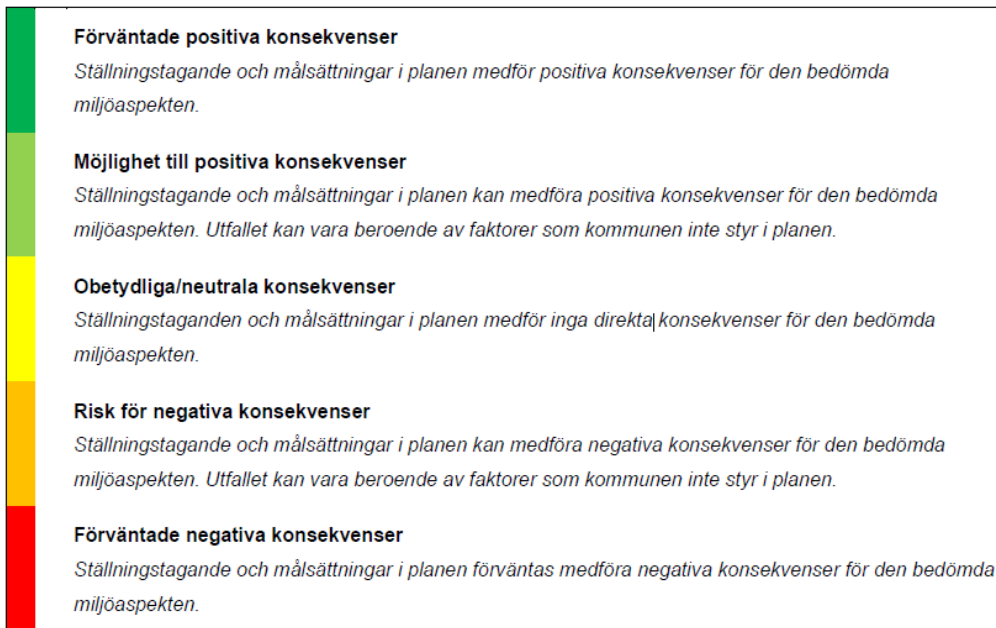 Förväntade positiva konsekvenser
Ställningstagande och målsättningar i planen medför positiva konsekvenser för den bedömda
miljöaspekten.
Möjlighet till positiva konsekvenser
Ställningstagande och målsättningar i planen kan medföra positiva konsekvenser för den bedömda
miljöaspekten. Utfallet kan vara beroende av faktorer som kommunen inte styr i planen.
Obetydliga/neutrala konsekvenser
Ställningstaganden och målsättningar i planen medför inga direkta konsekvenser för den bedömda
miljöaspekten.
Risk för negativa konsekvenser
Ställningstagande och målsättningar i planen kan medföra negativa konsekvenser för den bedömda
miljöaspekten. Utfallet kan vara beroende av faktorer som kommunen inte styr i planen.
Förväntade negativa konsekvenser
Ställningstagande och målsättningar i planen förväntas medföra negativa konsekvenser för den bedömda
miljöaspekten.